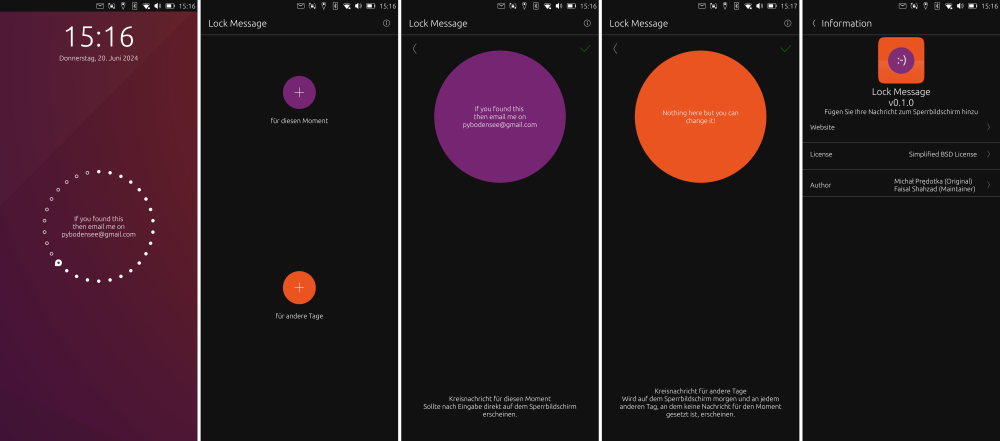 15:16
15:16
Donnerstag, 20. Juni 2024
If you found this
then email me on
pybodensee@gmail.com
15:16
Lock Message
für diesen Moment
für andere Tage
15:16
Lock Message
If you found this
then email me on
pybodensee@gmail.com
Kreisnachricht für diesen Moment
Sollte nach Eingabe direkt auf dem Sperrbildschirm
erscheinen.
15:17
Lock Message
Nothing here but you can
change it!
Kreisnachricht für andere Tage
Wird auf dem Sperrbildschirm morgen und an jedem
anderen Tag, an dem keine Nachricht für den Moment
gesetzt ist, erscheinen.
15:16
Information
:-)
Lock Message
v0.1.0
Fügen Sie Ihre Nachricht zum Sperrbildschirm hinzu
Website
License Simplified BSD License
Author Michał Prędotka (Original)
Faisal Shahzad (Maintainer)